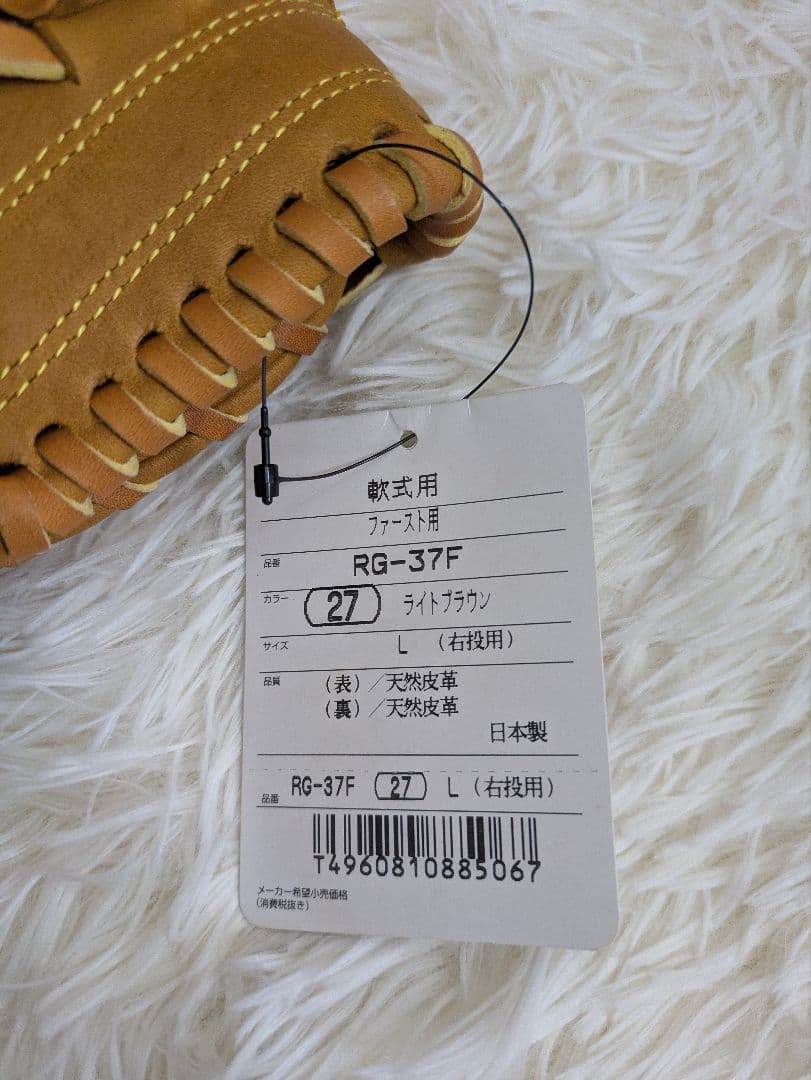 軟式用
ファースト用
品番 RG-37F
カラー 27 ライトブラウン
サイズ L (右投用)
品質 (表)/天然皮革
(裏)/天然皮革
日本製
品番 RG-37F 27 L (右投用)
T4960810885067
メーカー希望小売価格
(消費税抜き)